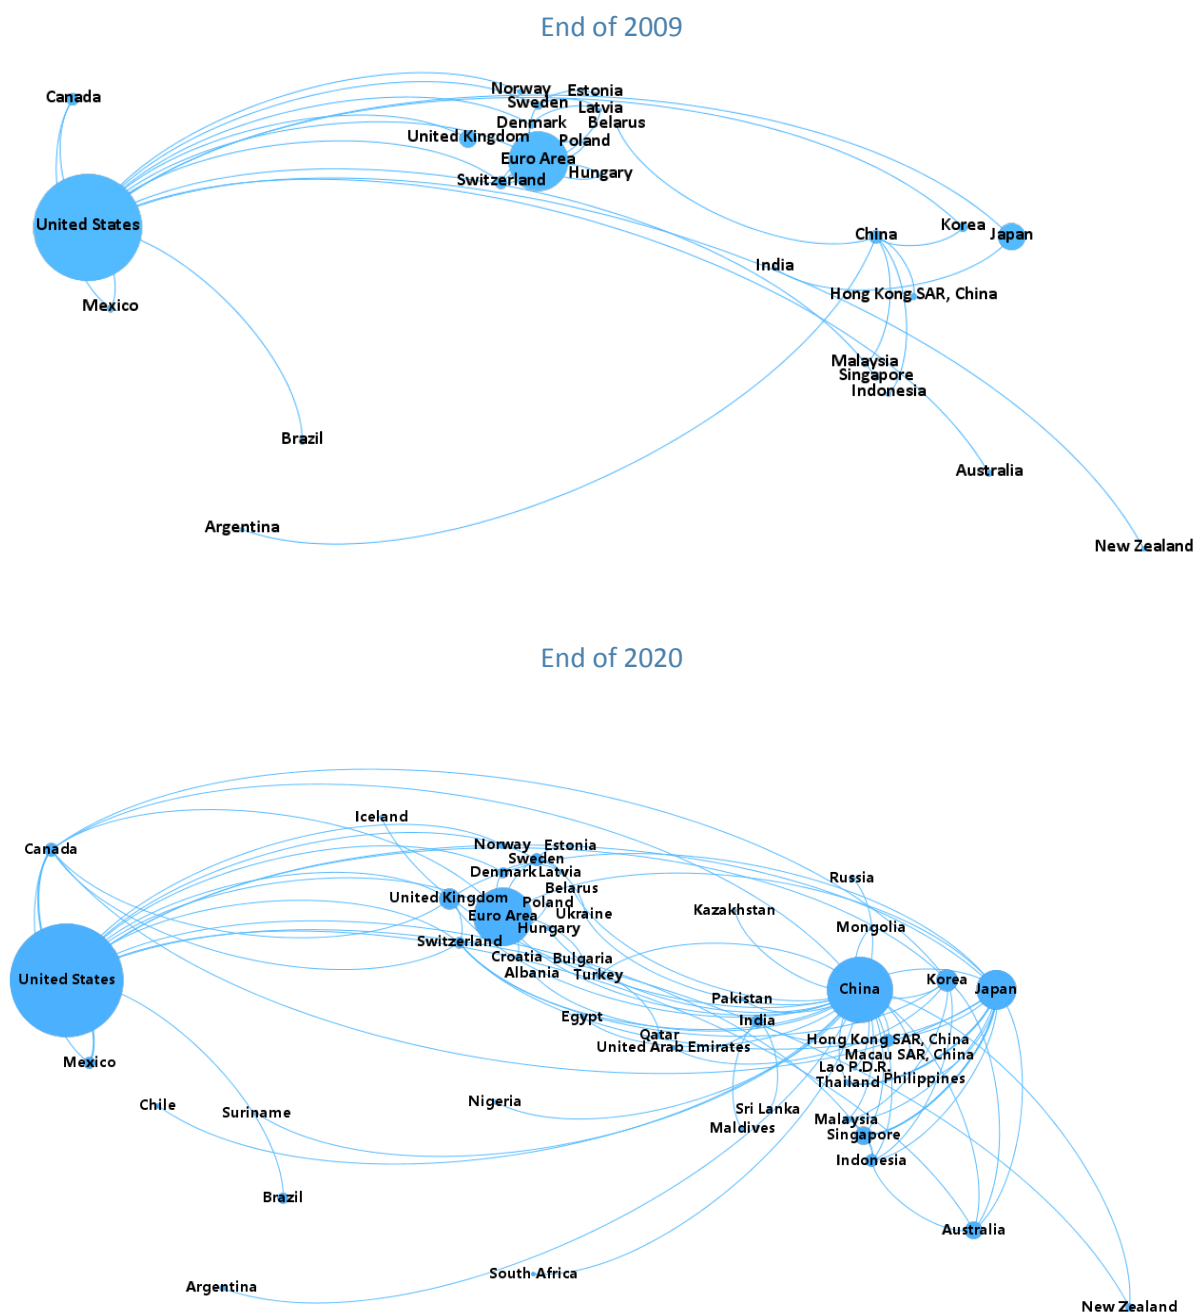 End of 2009
Canada
Norway
Estonia
Sweden
Latvia
Denmark
Belarus
United Kingdom
Poland
Euro Area
Hungary
Switzerland
United States
Korea
China
Japan
India
Hong Kong SAR, China
Mexico
Malaysia
Singapore
Indonesia
Brazil
Australia
Argentina
New Zealand
End of 2020
Iceland
Canada
Norway
Estonia
Sweden
Denmark
Latvia
Russia
Belarus
United Kingdom
Poland
Kazakhstan
Euro Area
Ukraine
Hungary
Mongolia
Switzerland
Croatia
Bulgaria
Albania
Turkey
United States
Korea
China
Japan
Pakistan
Egypt
India
Qatar
Hong Kong SAR, China
United Arab Emirates
Macau SAR, China
Mexico
Lao P.D.R.
Thailand
Philippines
Nigeria
Chile
Suriname
Sri Lanka
Malaysia
Maldives
Singapore
Indonesia
Brazil
Australia
South Africa
Argentina
New Zealand